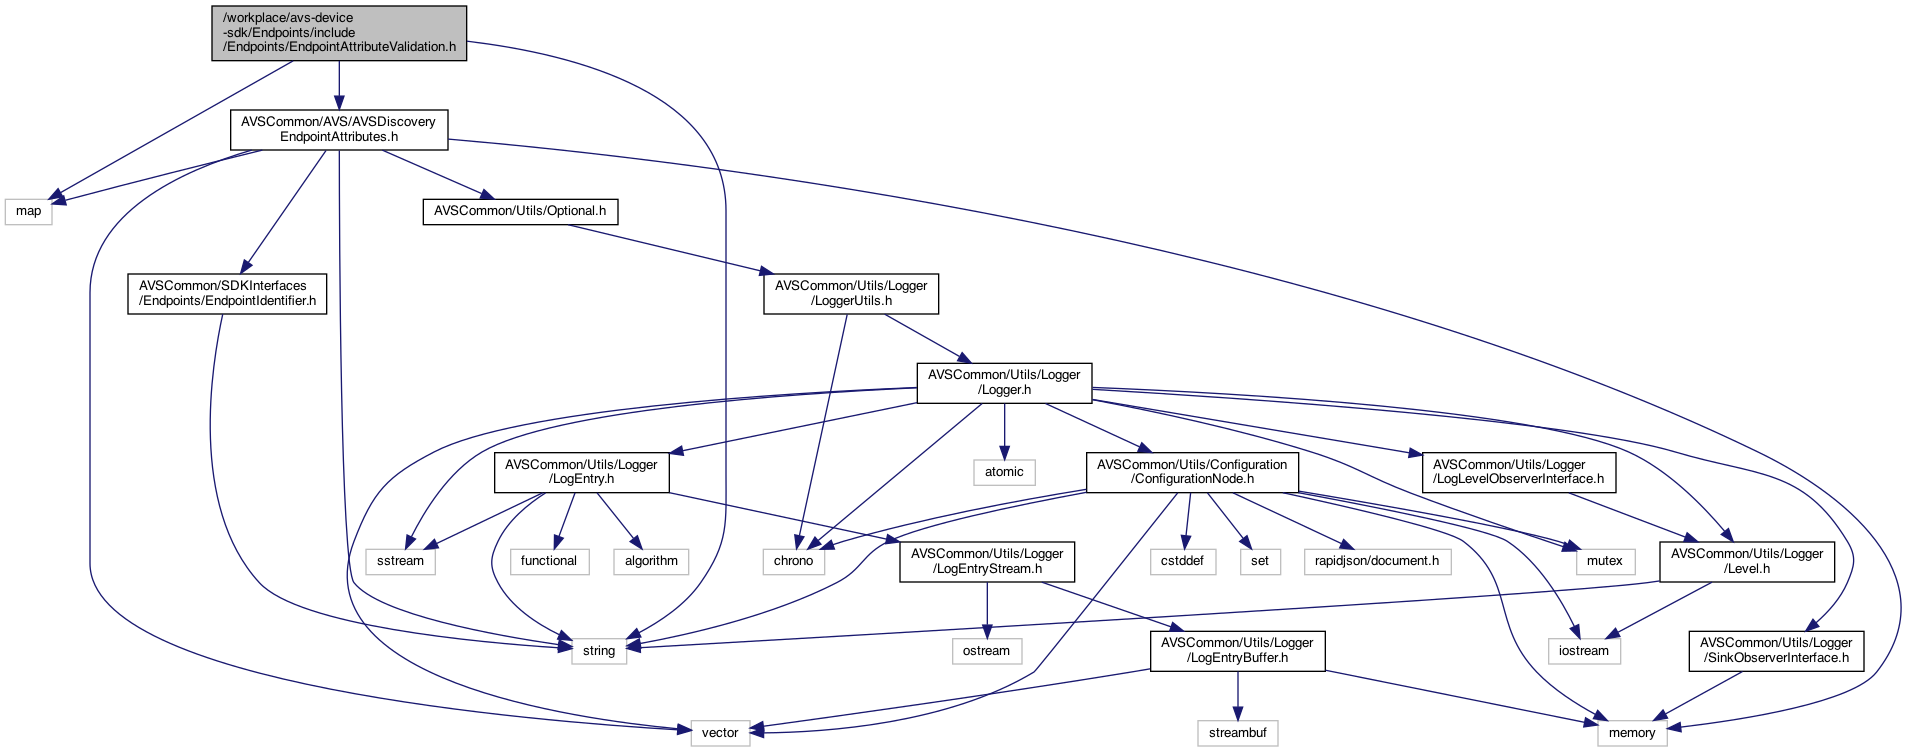 /workplace/avs-device
-sdk/Endpoints/include
/Endpoints/EndpointAttributeValidation.h
AVSCommon/AVS/AVSDiscovery
EndpointAttributes.h
map
AVSCommon/Utils/Optional.h
AVSCommon/SDKInterfaces
/Endpoints/EndpointIdentifier.h
AVSCommon/Utils/Logger
/LoggerUtils.h
AVSCommon/Utils/Logger
/Logger.h
AVSCommon/Utils/Logger
/LogEntry.h
atomic
AVSCommon/Utils/Configuration
/ConfigurationNode.h
AVSCommon/Utils/Logger
/LogLevelObserverInterface.h
sstream
functional
algorithm
chrono
AVSCommon/Utils/Logger
/LogEntryStream.h
cstddef
set
rapidjson/document.h
mutex
AVSCommon/Utils/Logger
/Level.h
string
ostream
AVSCommon/Utils/Logger
/LogEntryBuffer.h
iostream
AVSCommon/Utils/Logger
/SinkObserverInterface.h
vector
streambuf
memory